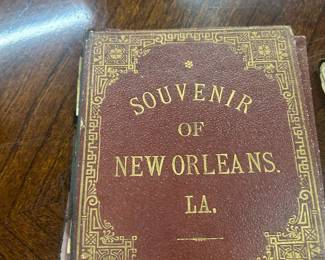 SOUVENIR
OF
NEW ORLEANS.
LA.